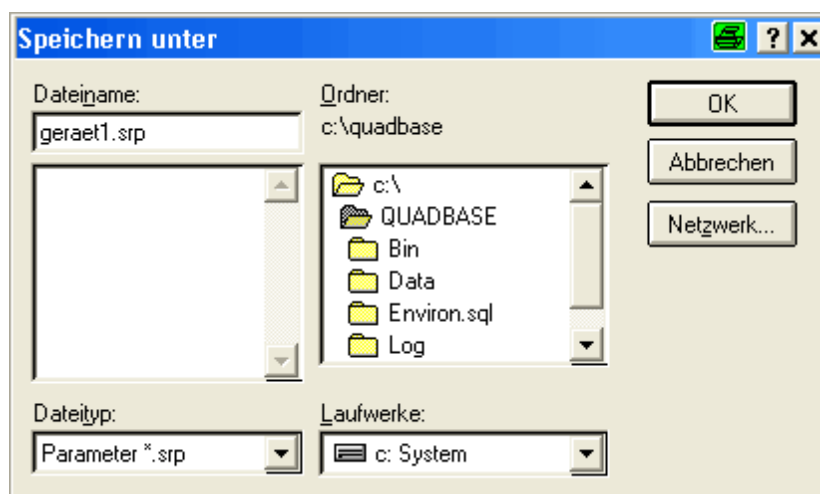 Speichern unter
Dateiname:
geraet1.srp
Ordner:
c:\quadbase
c:\
QUADBASE
Bin
Data
Environ.sql
Log
OK
Abbrechen
Netzwerk...
Dateityp:
Parameter *.srp
Laufwerke:
c: System